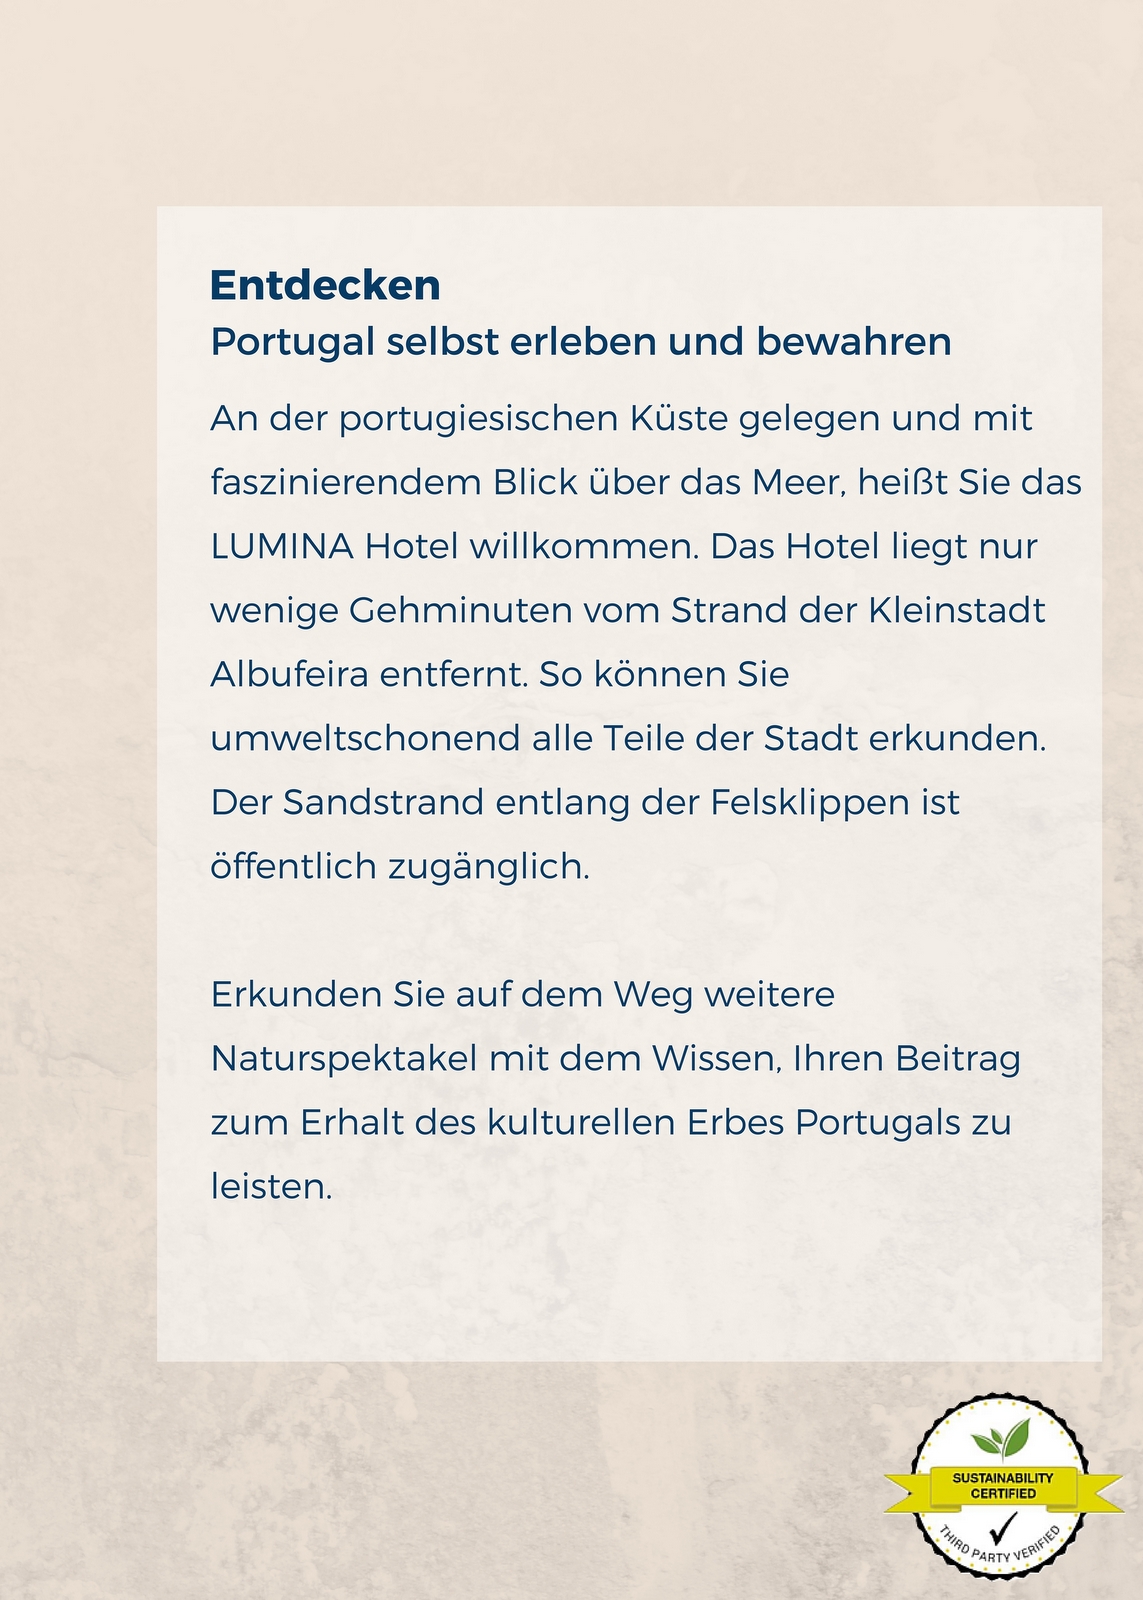 Entdecken
Portugal selbst erleben und bewahren
An der portugiesischen Küste gelegen und mit
faszinierendem Blick über das Meer, heißt Sie das
LUMINA Hotel willkommen. Das Hotel liegt nur
wenige Gehminuten vom Strand der Kleinstadt
Albufeira entfernt. So können Sie
umweltschonend alle Teile der Stadt erkunden.
Der Sandstrand entlang der Felsklippen ist
öffentlich zugänglich.
Erkunden Sie auf dem Weg weitere
Naturspektakel mit dem Wissen, Ihren Beitrag
zum Erhalt des kulturellen Erbes Portugals zu
leisten.
SUSTAINABILITY
CERTIFIED
THIRD PARTY VERIFIED